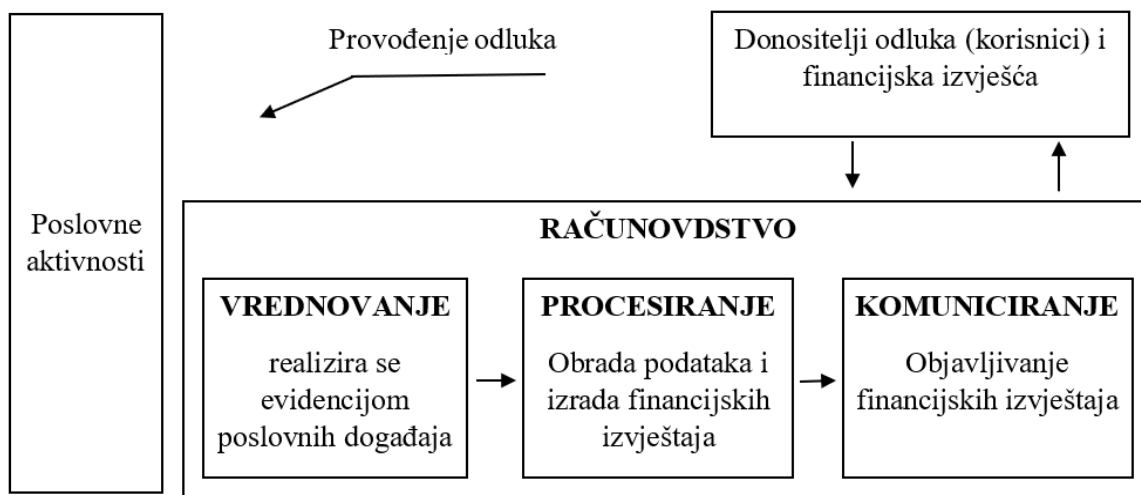 Provođenje odluka
Donositelji odluka (korisnici) i
financijska izvješća
Poslovne
aktivnosti
RAČUNOVDSTVO
VREDNOVANJE
realizira se
evidencijom
poslovnih događaja
PROCESIRANJE
Obrada podataka i
izrada financijskih
izvještaja
KOMUNICIRANJE
Objavljivanje
financijskih izvještaja